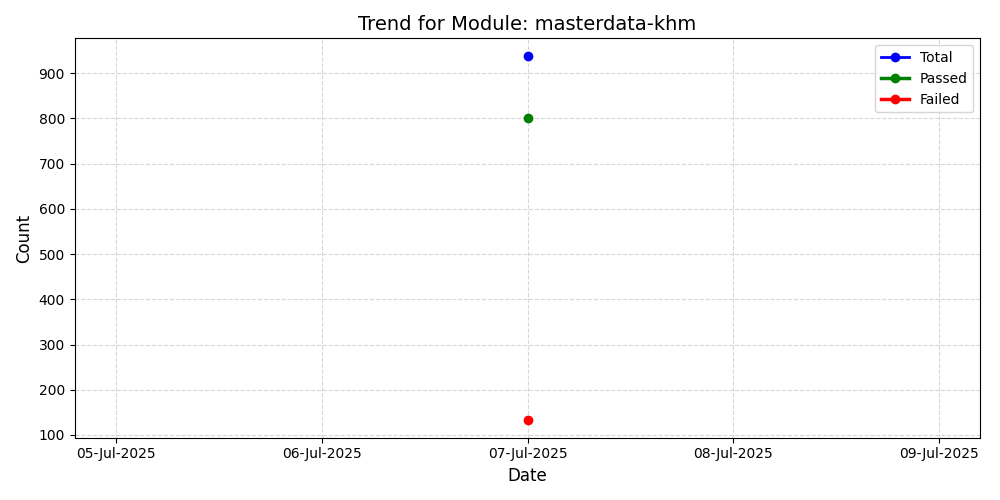 Trend for Module: masterdata-khm
Total
Passed
Failed
900
800
700
600
500
400
300
200
100
Count
05-Jul-2025
06-Jul-2025
07-Jul-2025
08-Jul-2025
09-Jul-2025
Date